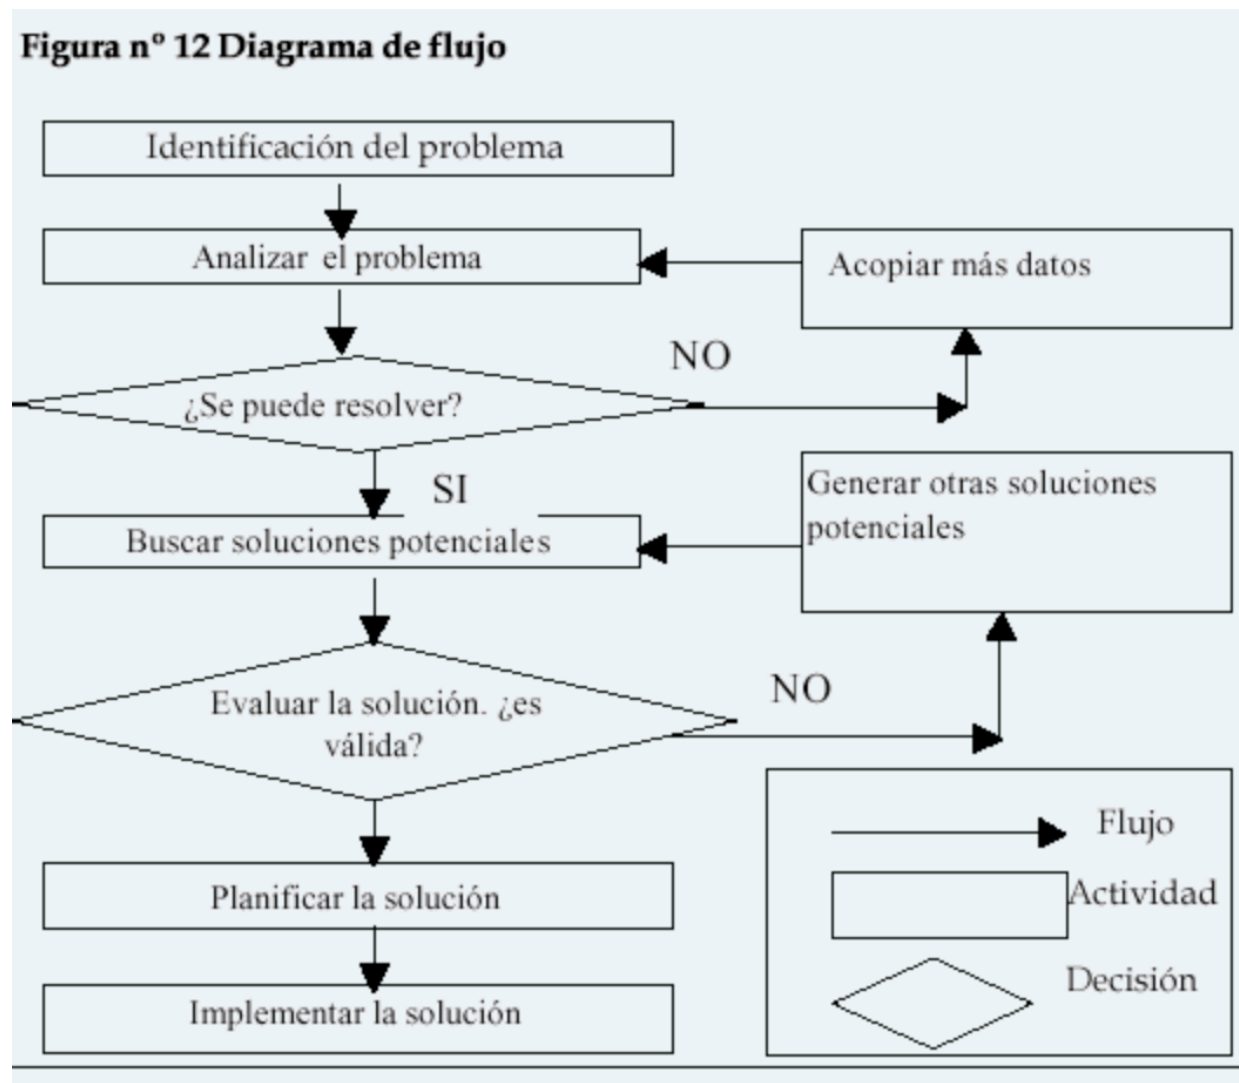 Figura nº 12 Diagrama de flujo
Identificación del problema
Analizar el problema
Acopiar más datos
NO
¿Se puede resolver?
SI
Generar otras soluciones
potenciales
Buscar soluciones potenciales
NO
Evaluar la solución. ¿es
válida?
Flujo
Actividad
Planificar la solución
Decisión
Implementar la solución